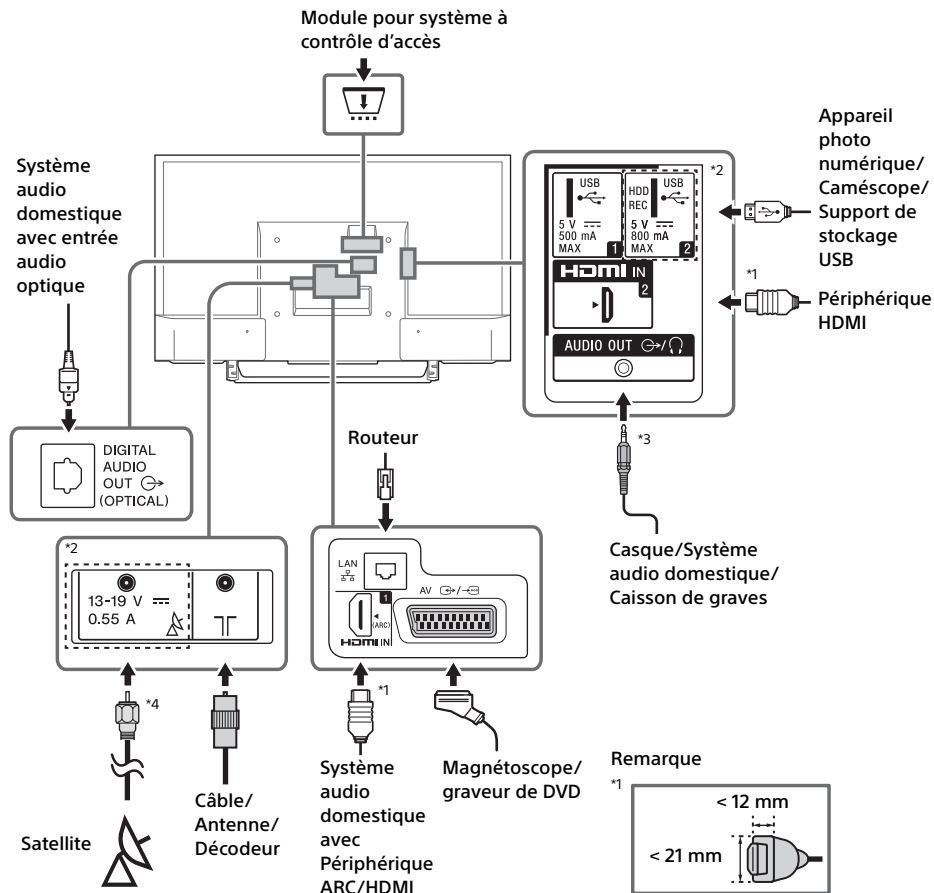 Module pour système à
contrôle d'accès
Système
audio
domestique
avec entrée
audio
optique
DIGITAL
AUDIO
OUT
(OPTICAL)
*2
USB
5 V
500 mA
MAX
1
HDD
REC
USB
5 V
800 mA
MAX
2
HDMI IN
2
AUDIO OUT
Appareil
photo
numérique/
Caméscope/
Support de
stockage
USB
*1
Périphérique
HDMI
*3
Casque/Système
audio domestique/
Caisson de graves
Routeur
LAN
1
(ARC)
HDMI IN
AV
*1
Système
audio
domestique
avec
Périphérique
ARC/HDMI
Magnétoscope/
graveur de DVD
*2
13-19 V
0.55 A
*4
Satellite
Câble/
Antenne/
Décodeur
Remarque
*1
< 12 mm
< 21 mm